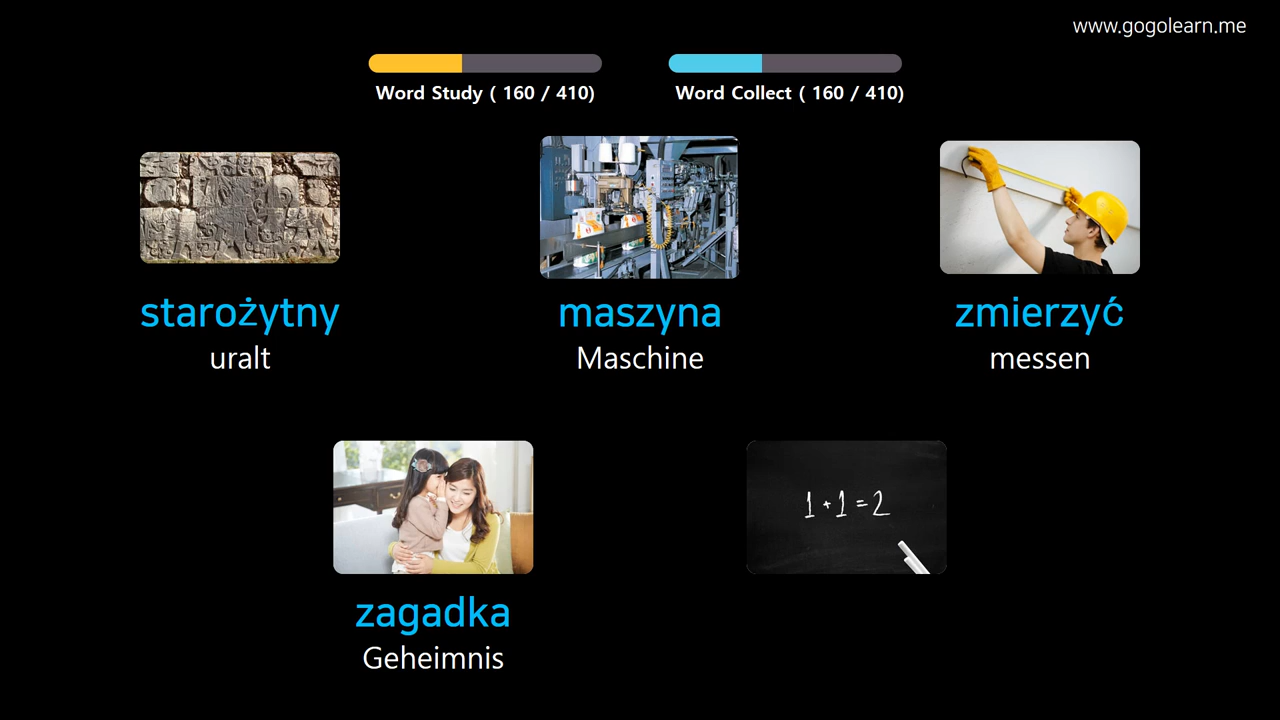 www.gogolearn.me
Word Study ( 160 / 410)
Word Collect ( 160 / 410)
starożytny
uralt
maszyna
Maschine
zmierzyć
messen
zagadka
Geheimnis
1 + 1 = 2